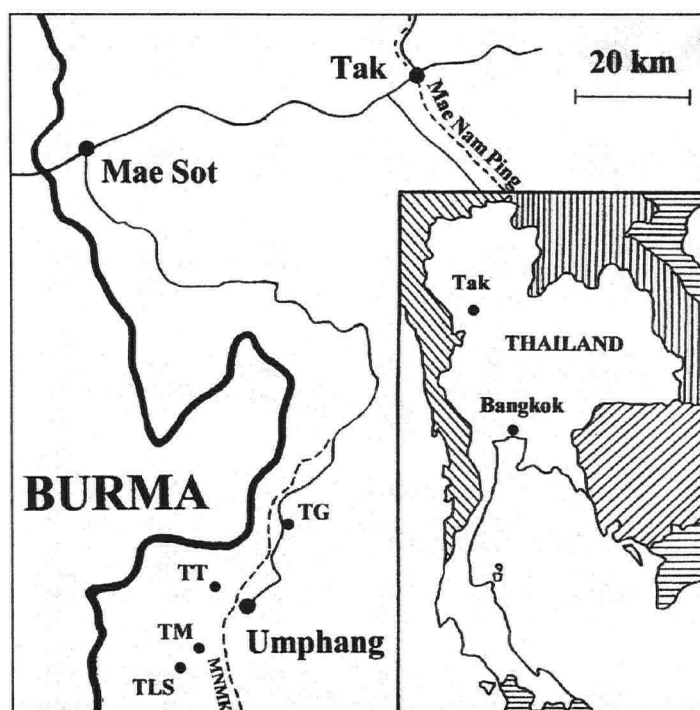 Tak
20 km
Mae Nam Ping
Mae Sot
Tak
THAILAND
Bangkok
BURMA
TG
TT
Umphang
TM
TLS
MNMK